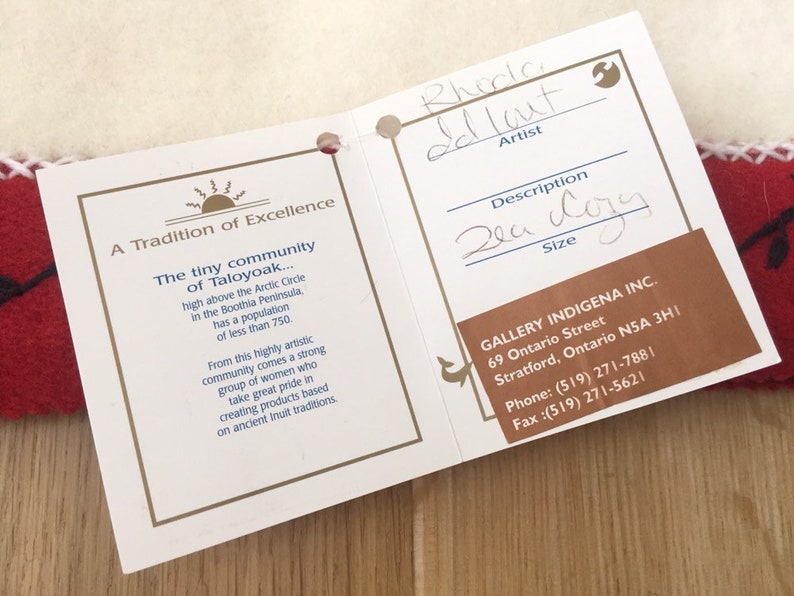 A Tradition of Excellence
The tiny community
of Taloyoak...
high above the Arctic Circle
in the Boothia Peninsula,
has a population
of less than 750.
From this highly artistic
community comes a strong
group of women who
take great pride in
creating products based
on ancient Inuit traditions.
Rhoda
Idlout
Artist
Description
Tea Cozy
Size
GALLERY INDIGENA INC.
69 Ontario Street
Stratford, Ontario N5A 3H1
Phone: (519) 271-7881
Fax :(519) 271-5621